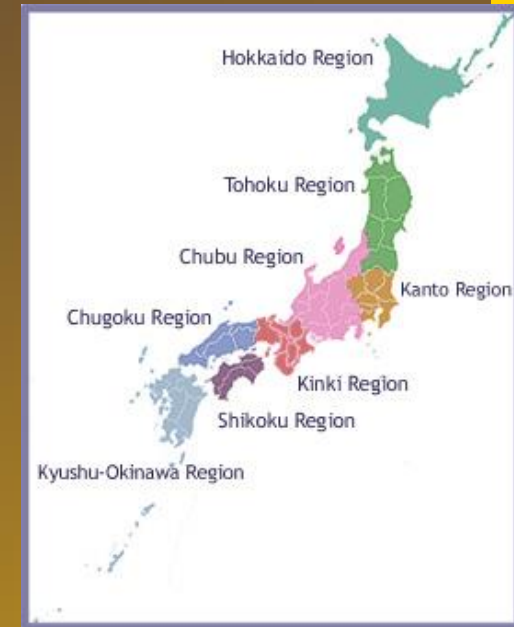 Hokkaido Region
Tohoku Region
Chubu Region
Kanto Region
Chugoku Region
Kinki Region
Shikoku Region
Kyushu-Okinawa Region